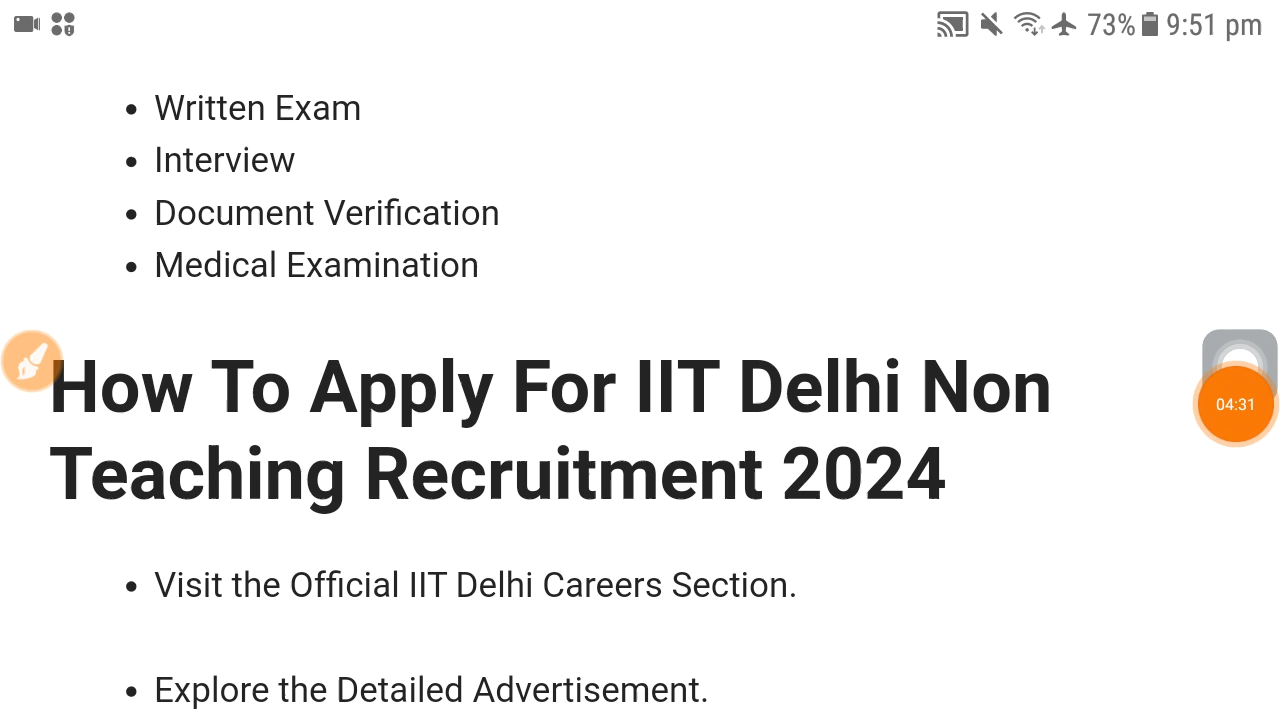 73% 9:51 pm
• Written Exam
• Interview
• Document Verification
• Medical Examination
How To Apply For IIT Delhi Non
Teaching Recruitment 2024
04:31
• Visit the Official IIT Delhi Careers Section.
• Explore the Detailed Advertisement.